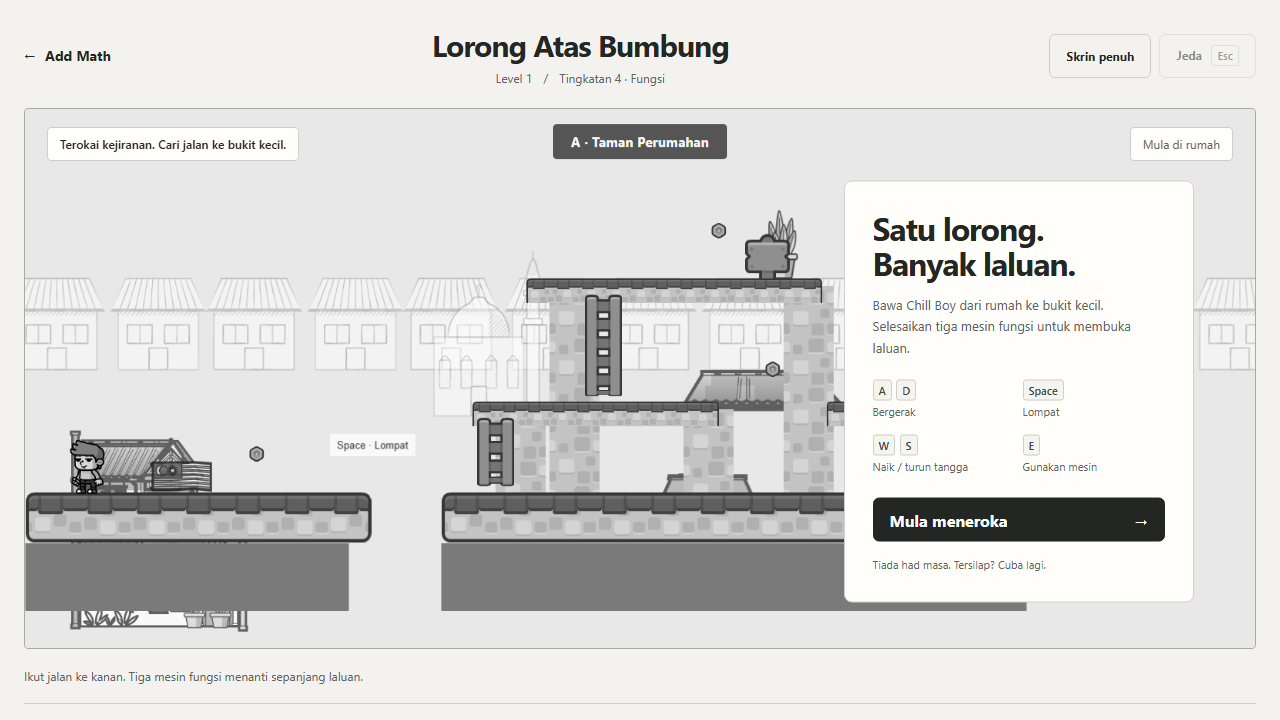 ← Add Math
Lorong Atas Bumbung
Level 1 / Tingkatan 4 · Fungsi
Skrin penuh
Jeda Esc
Terokai kejiranan. Cari jalan ke bukit kecil.
A · Taman Perumahan
Mula di rumah
Space · Lompat
Satu lorong.
Banyak laluan.
Bawa Chill Boy dari rumah ke bukit kecil.
Selesaikan tiga mesin fungsi untuk membuka
laluan.
A D
Bergerak
Space
Lompat
W S
Naik / turun tangga
E
Gunakan mesin
Mula meneroka →
Tiada had masa. Tersilap? Cuba lagi.
Ikut jalan ke kanan. Tiga mesin fungsi menanti sepanjang laluan.